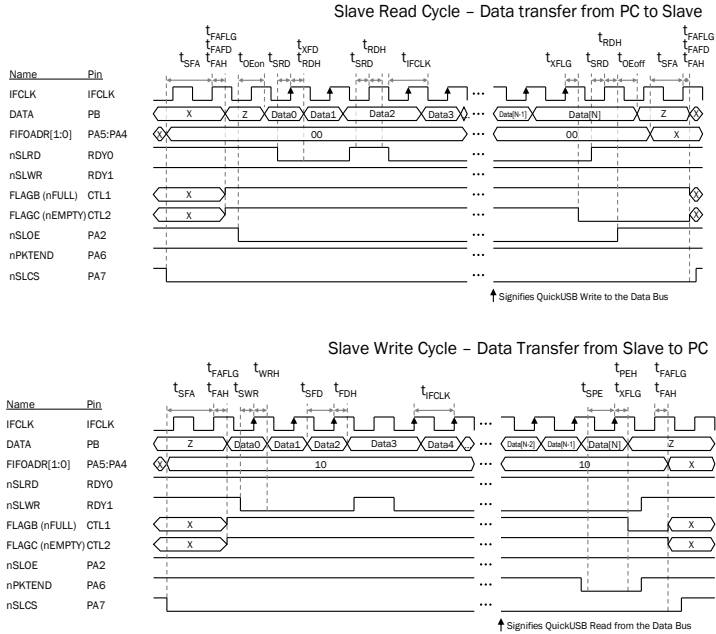 Slave Read Cycle – Data transfer from PC to Slave
tFAFLG
tFAFD
tSFA tFAH tOEon tSRD tXFD tRDH tSRD tRDH tIFCLK tXFLG tSRD tRDH tOEoff tSFA tFAFLG tFAFD tFAH
Name Pin
IFCLK IFCLK ...
DATA PB X Z Data0 Data1 Data2 Data3 ... Data[N-1] Data[N] Z X
FIFOADR[1:0] PA5:PA4 X 00 ... 00 X
nSLRD RDY0 ...
nSLWR RDY1 ...
FLAGB (nFULL) CTL1 X ... X
FLAGC (nEMPTY) CTL2 X ... X
nSLOE PA2 ...
nPKTEND PA6 ...
nSLCS PA7 ...
Signifies QuickUSB Write to the Data Bus
Slave Write Cycle – Data Transfer from Slave to PC
tSFA tFAFLG tFAH tSWR tWRH tSFD tFDH tIFCLK tSPE tPEH tXFLG tFAFLG tFAH
Name Pin
IFCLK IFCLK ...
DATA PB Z Data0 Data1 Data2 Data3 Data4 ... Data[N-2] Data[N-1] Data[N] Z
FIFOADR[1:0] PA5:PA4 X 10 ... 10 X
nSLRD RDY0 ...
nSLWR RDY1 ...
FLAGB (nFULL) CTL1 X ... X
FLAGC (nEMPTY) CTL2 X ... X
nSLOE PA2 ...
nPKTEND PA6 ...
nSLCS PA7 ...
Signifies QuickUSB Read from the Data Bus